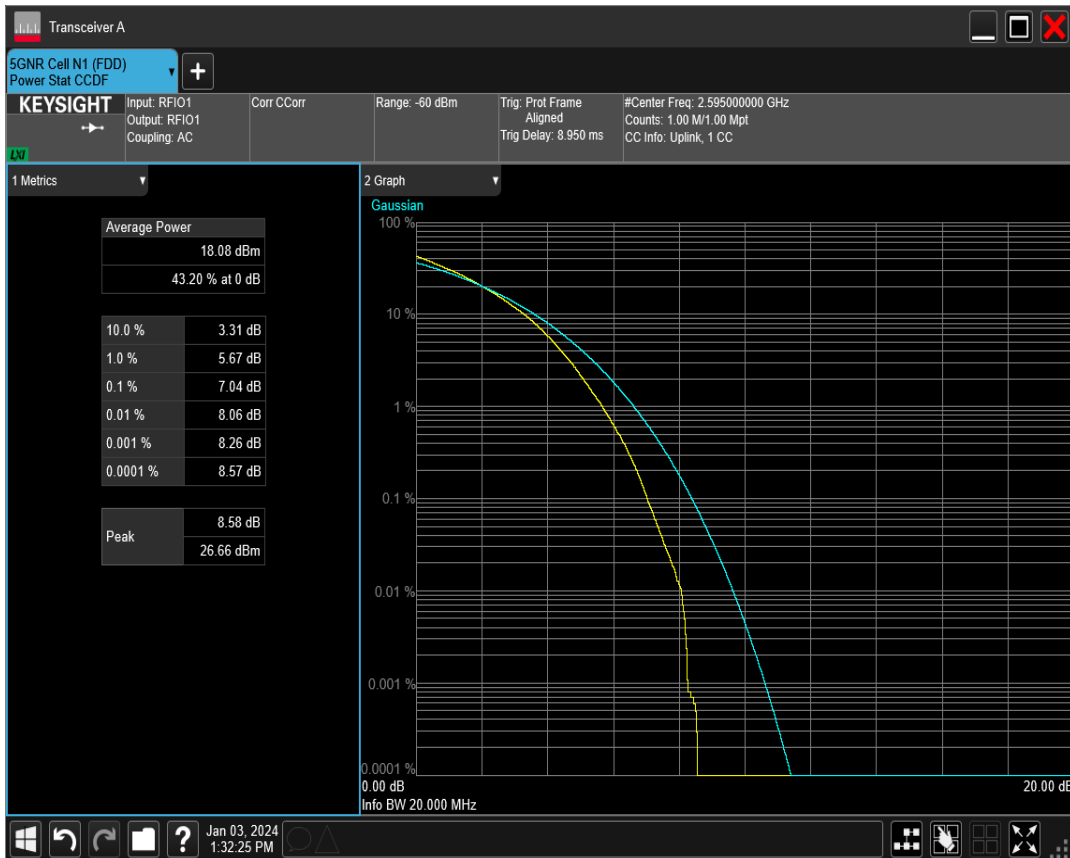 Transceiver A
5GNR Cell N1 (FDD)
Power Stat CCDF
KEYSIGHT
LXI
Input: RFIO1
Output: RFIO1
Coupling: AC
Corr CCorr
Range: -60 dBm
Trig: Prot Frame
Aligned
Trig Delay: 8.950 ms
#Center Freq: 2.595000000 GHz
Counts: 1.00 M/1.00 Mpt
CC Info: Uplink, 1 CC
1 Metrics
Average Power
18.08 dBm
43.20 % at 0 dB
10.0 % 3.31 dB
1.0 % 5.67 dB
0.1 % 7.04 dB
0.01 % 8.06 dB
0.001 % 8.26 dB
0.0001 % 8.57 dB
Peak
8.58 dB
26.66 dBm
2 Graph
Gaussian
100 %
10 %
1 %
0.1 %
0.01 %
0.001 %
0.0001 %
0.00 dB 20.00 dB
Info BW 20.000 MHz
?
Jan 03, 2024
1:32:25 PM